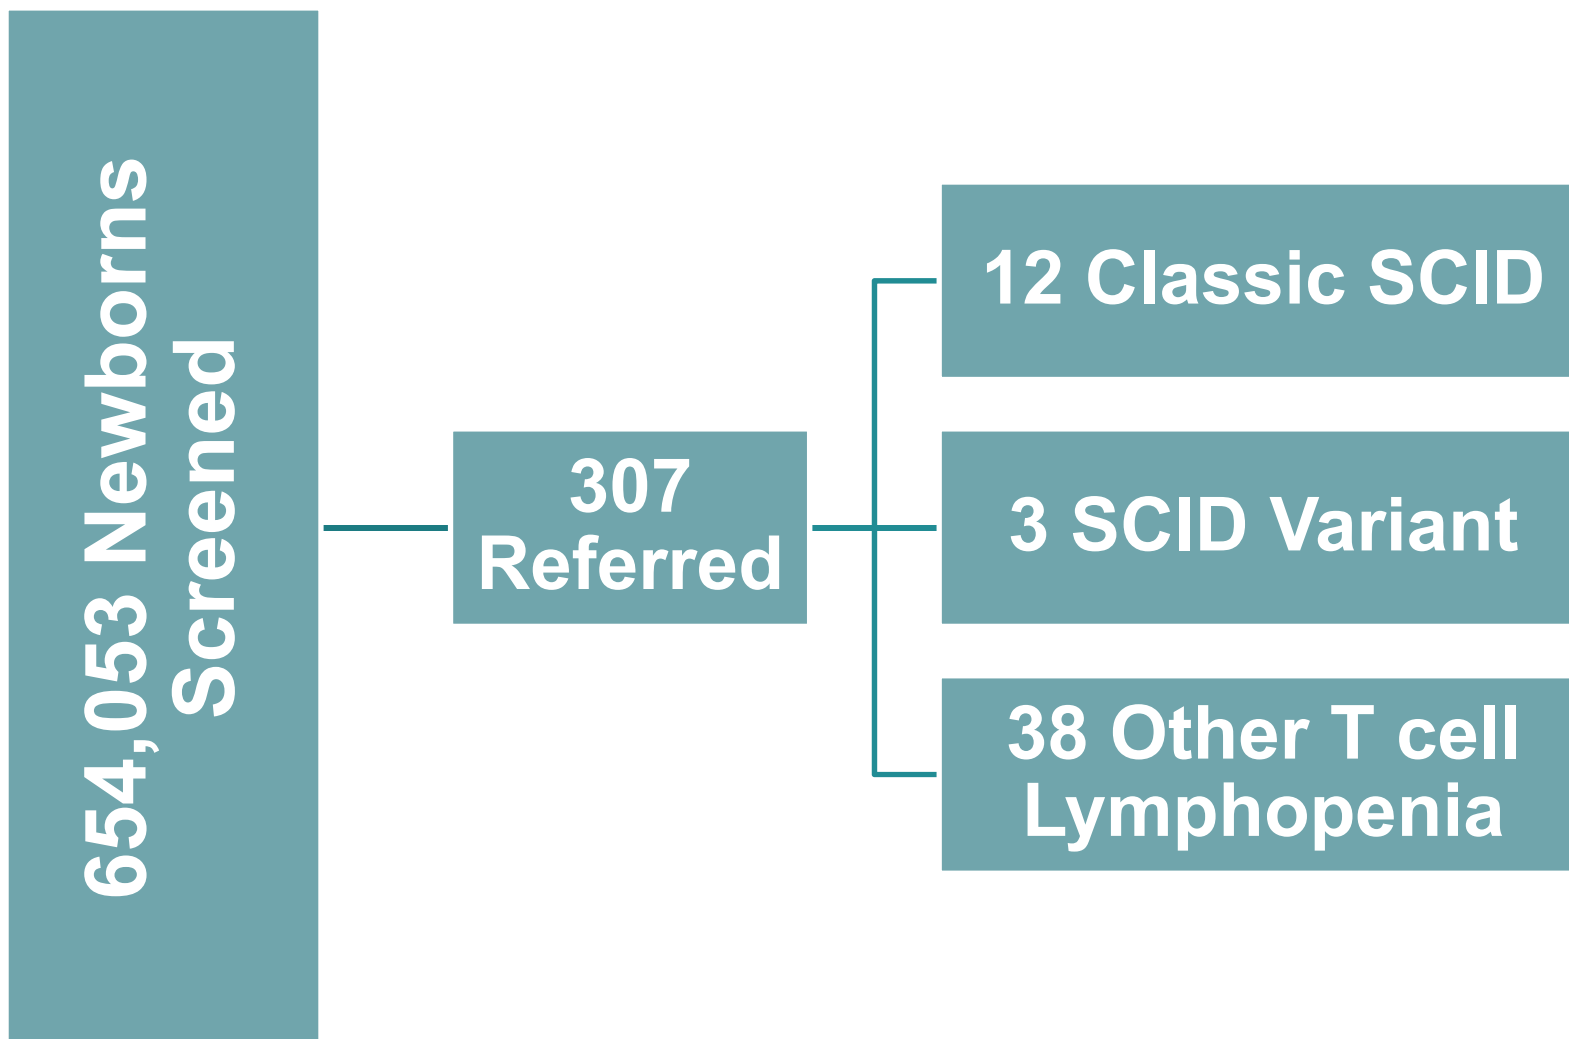 654,053 Newborns
Screened
307
Referred
12 Classic SCID
3 SCID Variant
38 Other T cell
Lymphopenia